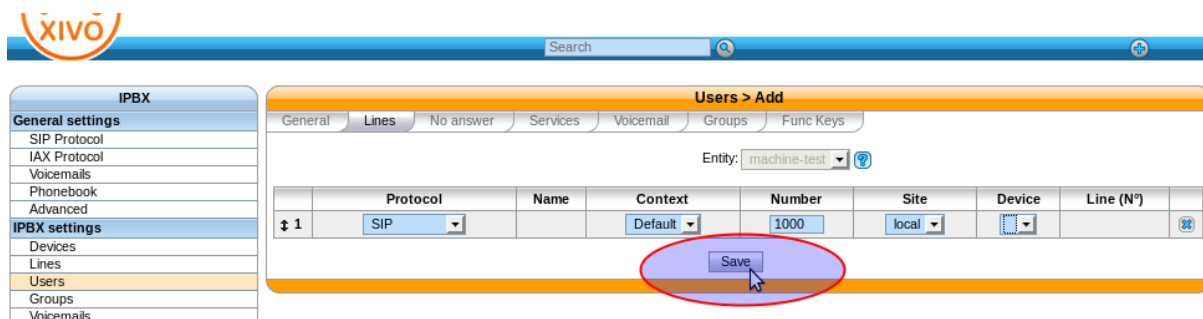 XIVO
Search
IPBX
General settings
SIP Protocol
IAX Protocol
Voicemails
Phonebook
Advanced
IPBX settings
Devices
Lines
Users
Groups
Voicemails
Users > Add
General Lines No answer Services Voicemail Groups Func Keys
Entity: machine-test ?
Protocol Name Context Number Site Device Line (N°)
1 SIP Default 1000 local
Save